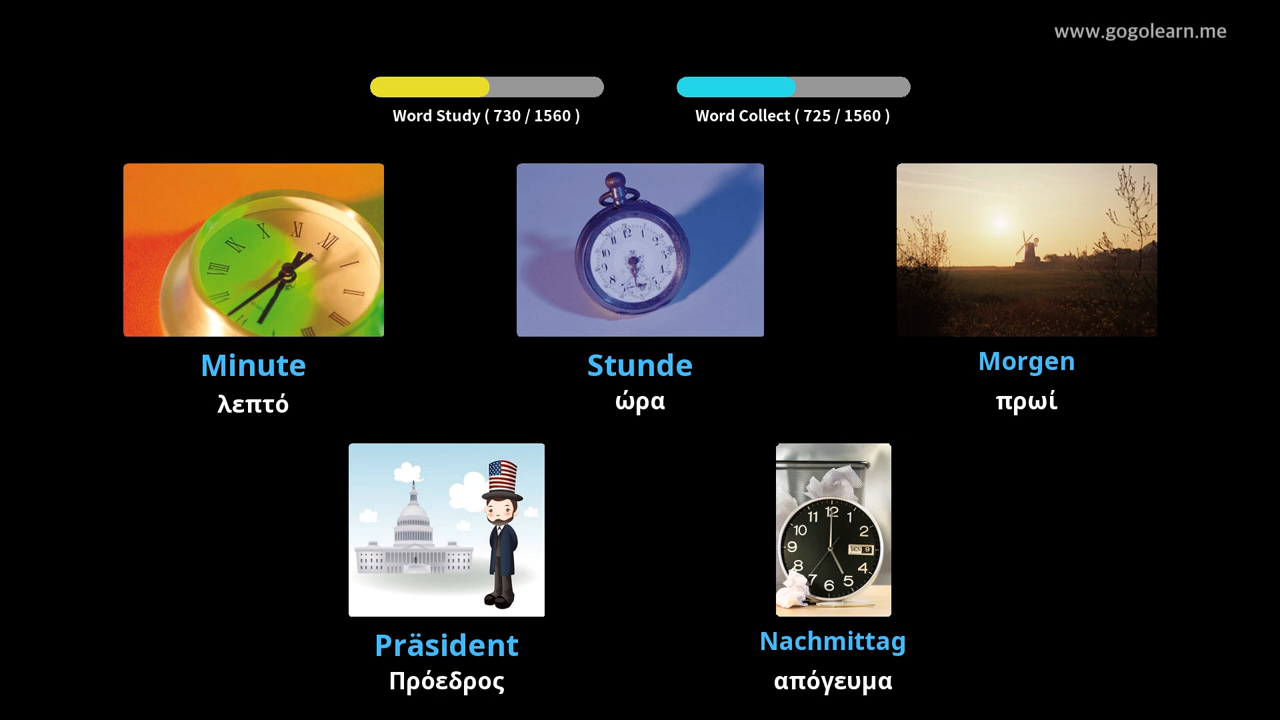 www.gogolearn.me
Word Study ( 730 / 1560 )
Word Collect ( 725 / 1560 )
Minute
λεπτό
Stunde
ώρα
Morgen
πρωί
Präsident
Πρόεδρος
Nachmittag
απόγευμα